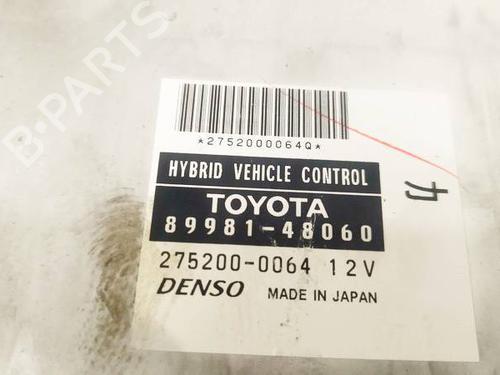 B-PARTS
*2752000064Q*
HYBRID VEHICLE CONTROL
TOYOTA
89981-48060
275200-0064 12V
DENSO MADE IN JAPAN
カ